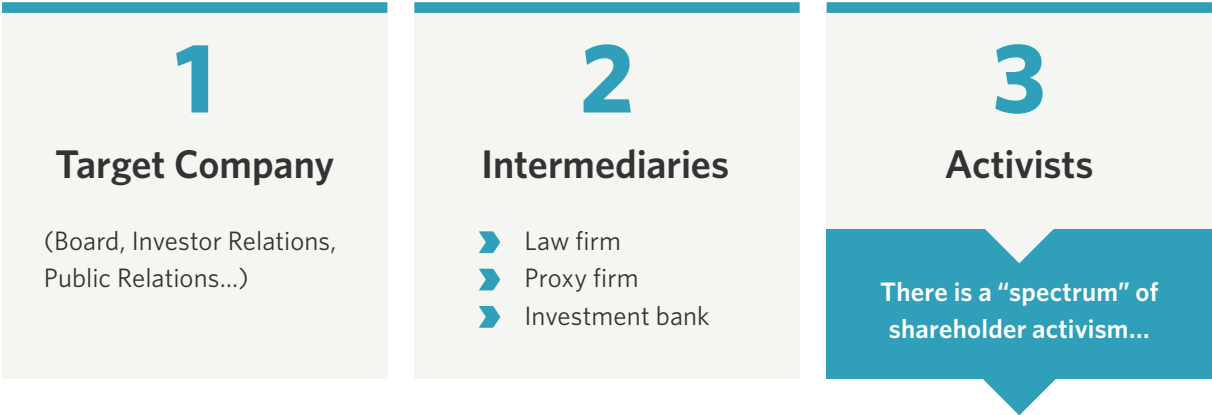 1
Target Company
(Board, Investor Relations,
Public Relations...)
2
Intermediaries
Law firm
Proxy firm
Investment bank
3
Activists
There is a “spectrum” of
shareholder activism...